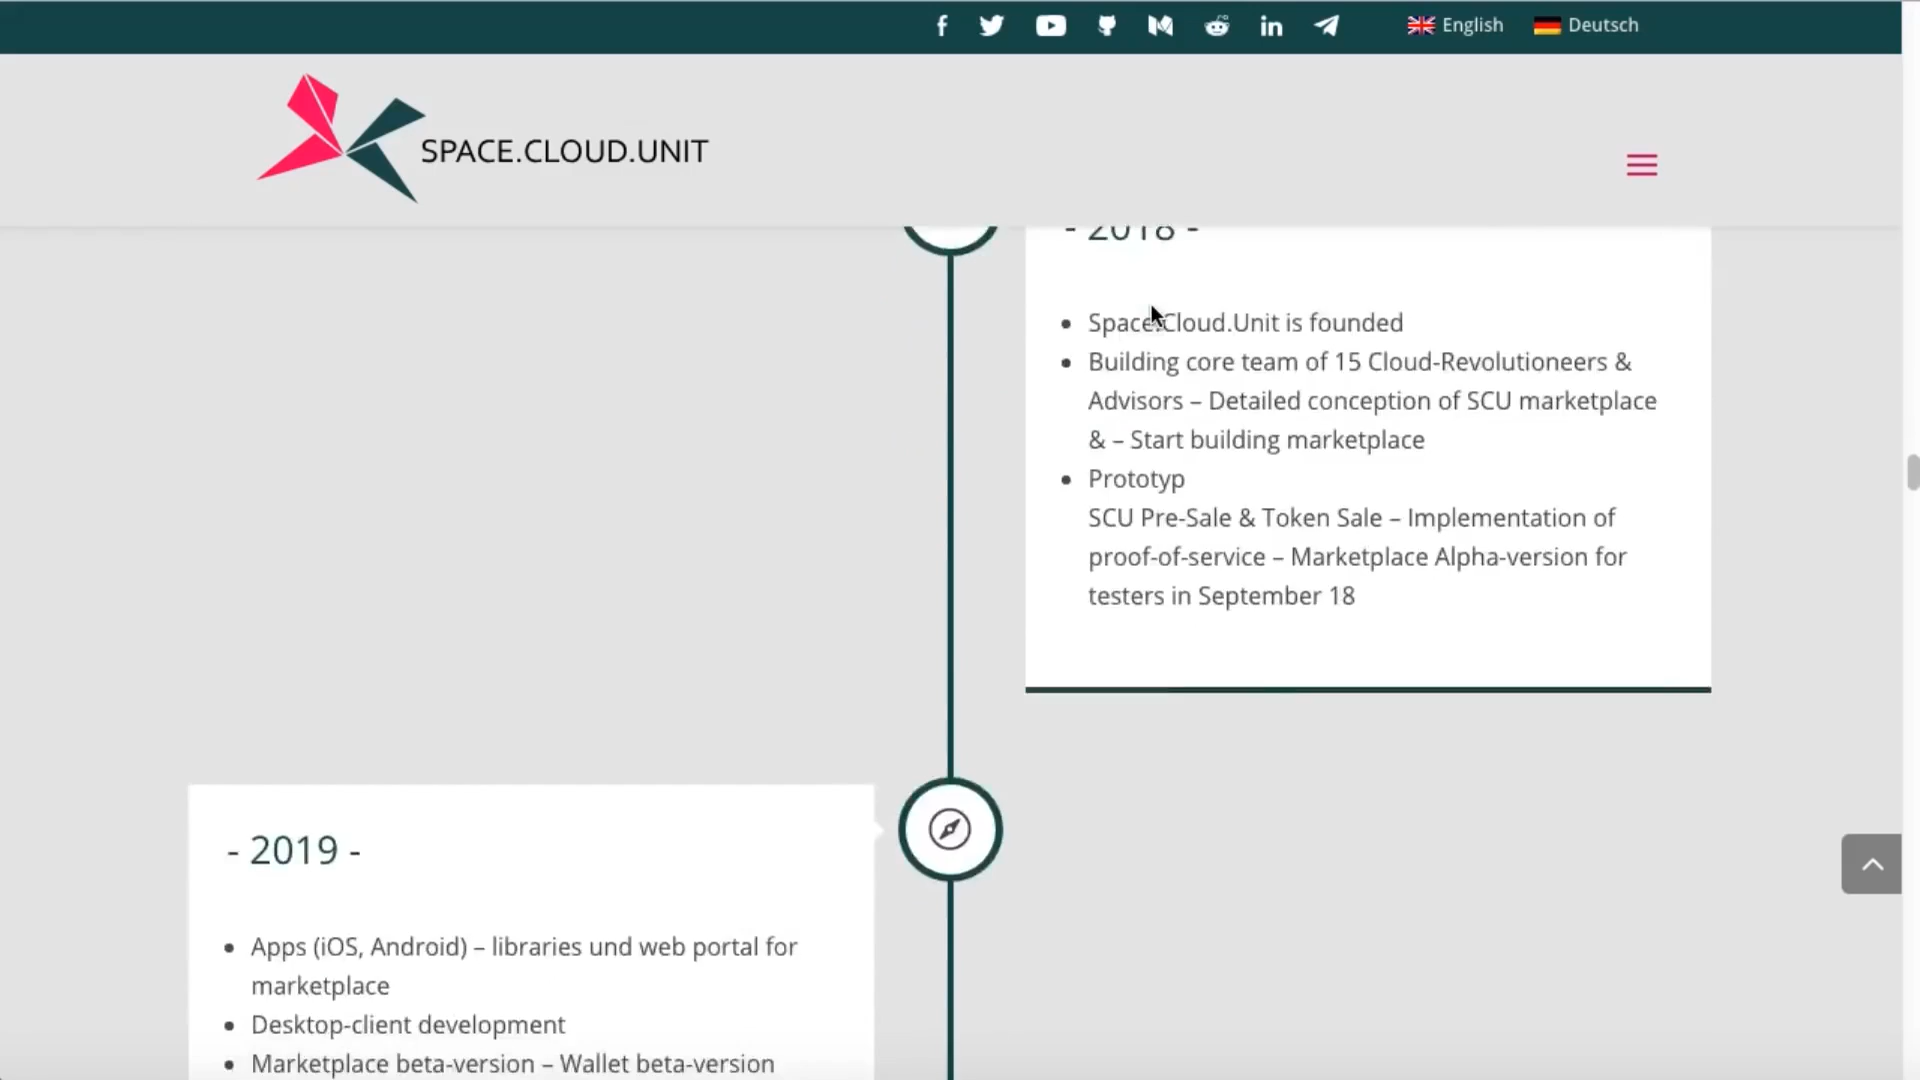 English Deutsch
SPACE.CLOUD.UNIT
- 2018 -
Space.Cloud.Unit is founded
Building core team of 15 Cloud-Revolutioneers &
Advisors – Detailed conception of SCU marketplace
& – Start building marketplace
Prototyp
SCU Pre-Sale & Token Sale – Implementation of
proof-of-service – Marketplace Alpha-version for
testers in September 18
- 2019 -
Apps (iOS, Android) – libraries und web portal for
marketplace
Desktop-client development
Marketplace beta-version – Wallet beta-version